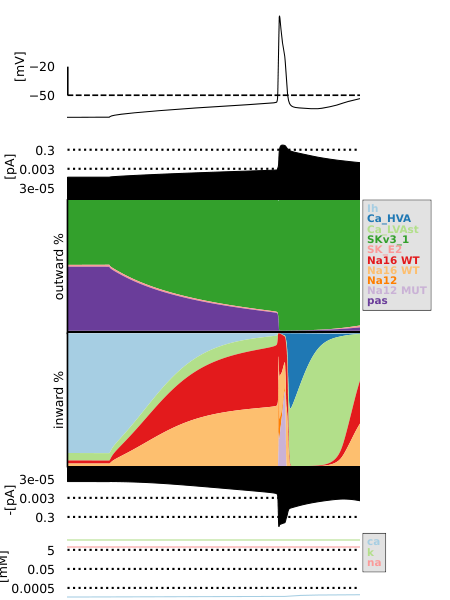 [mV]
−20
−50
[pA]
0.3
0.003
3e-05
outward %
Ih
Ca_HVA
Ca_LVAst
SKv3_1
SK_E2
Na16 WT
Na16 WT
Na12
Na12 MUT
pas
inward %
-[pA]
3e-05
0.003
0.3
[mM]
5
0.05
0.0005
ca
k
na